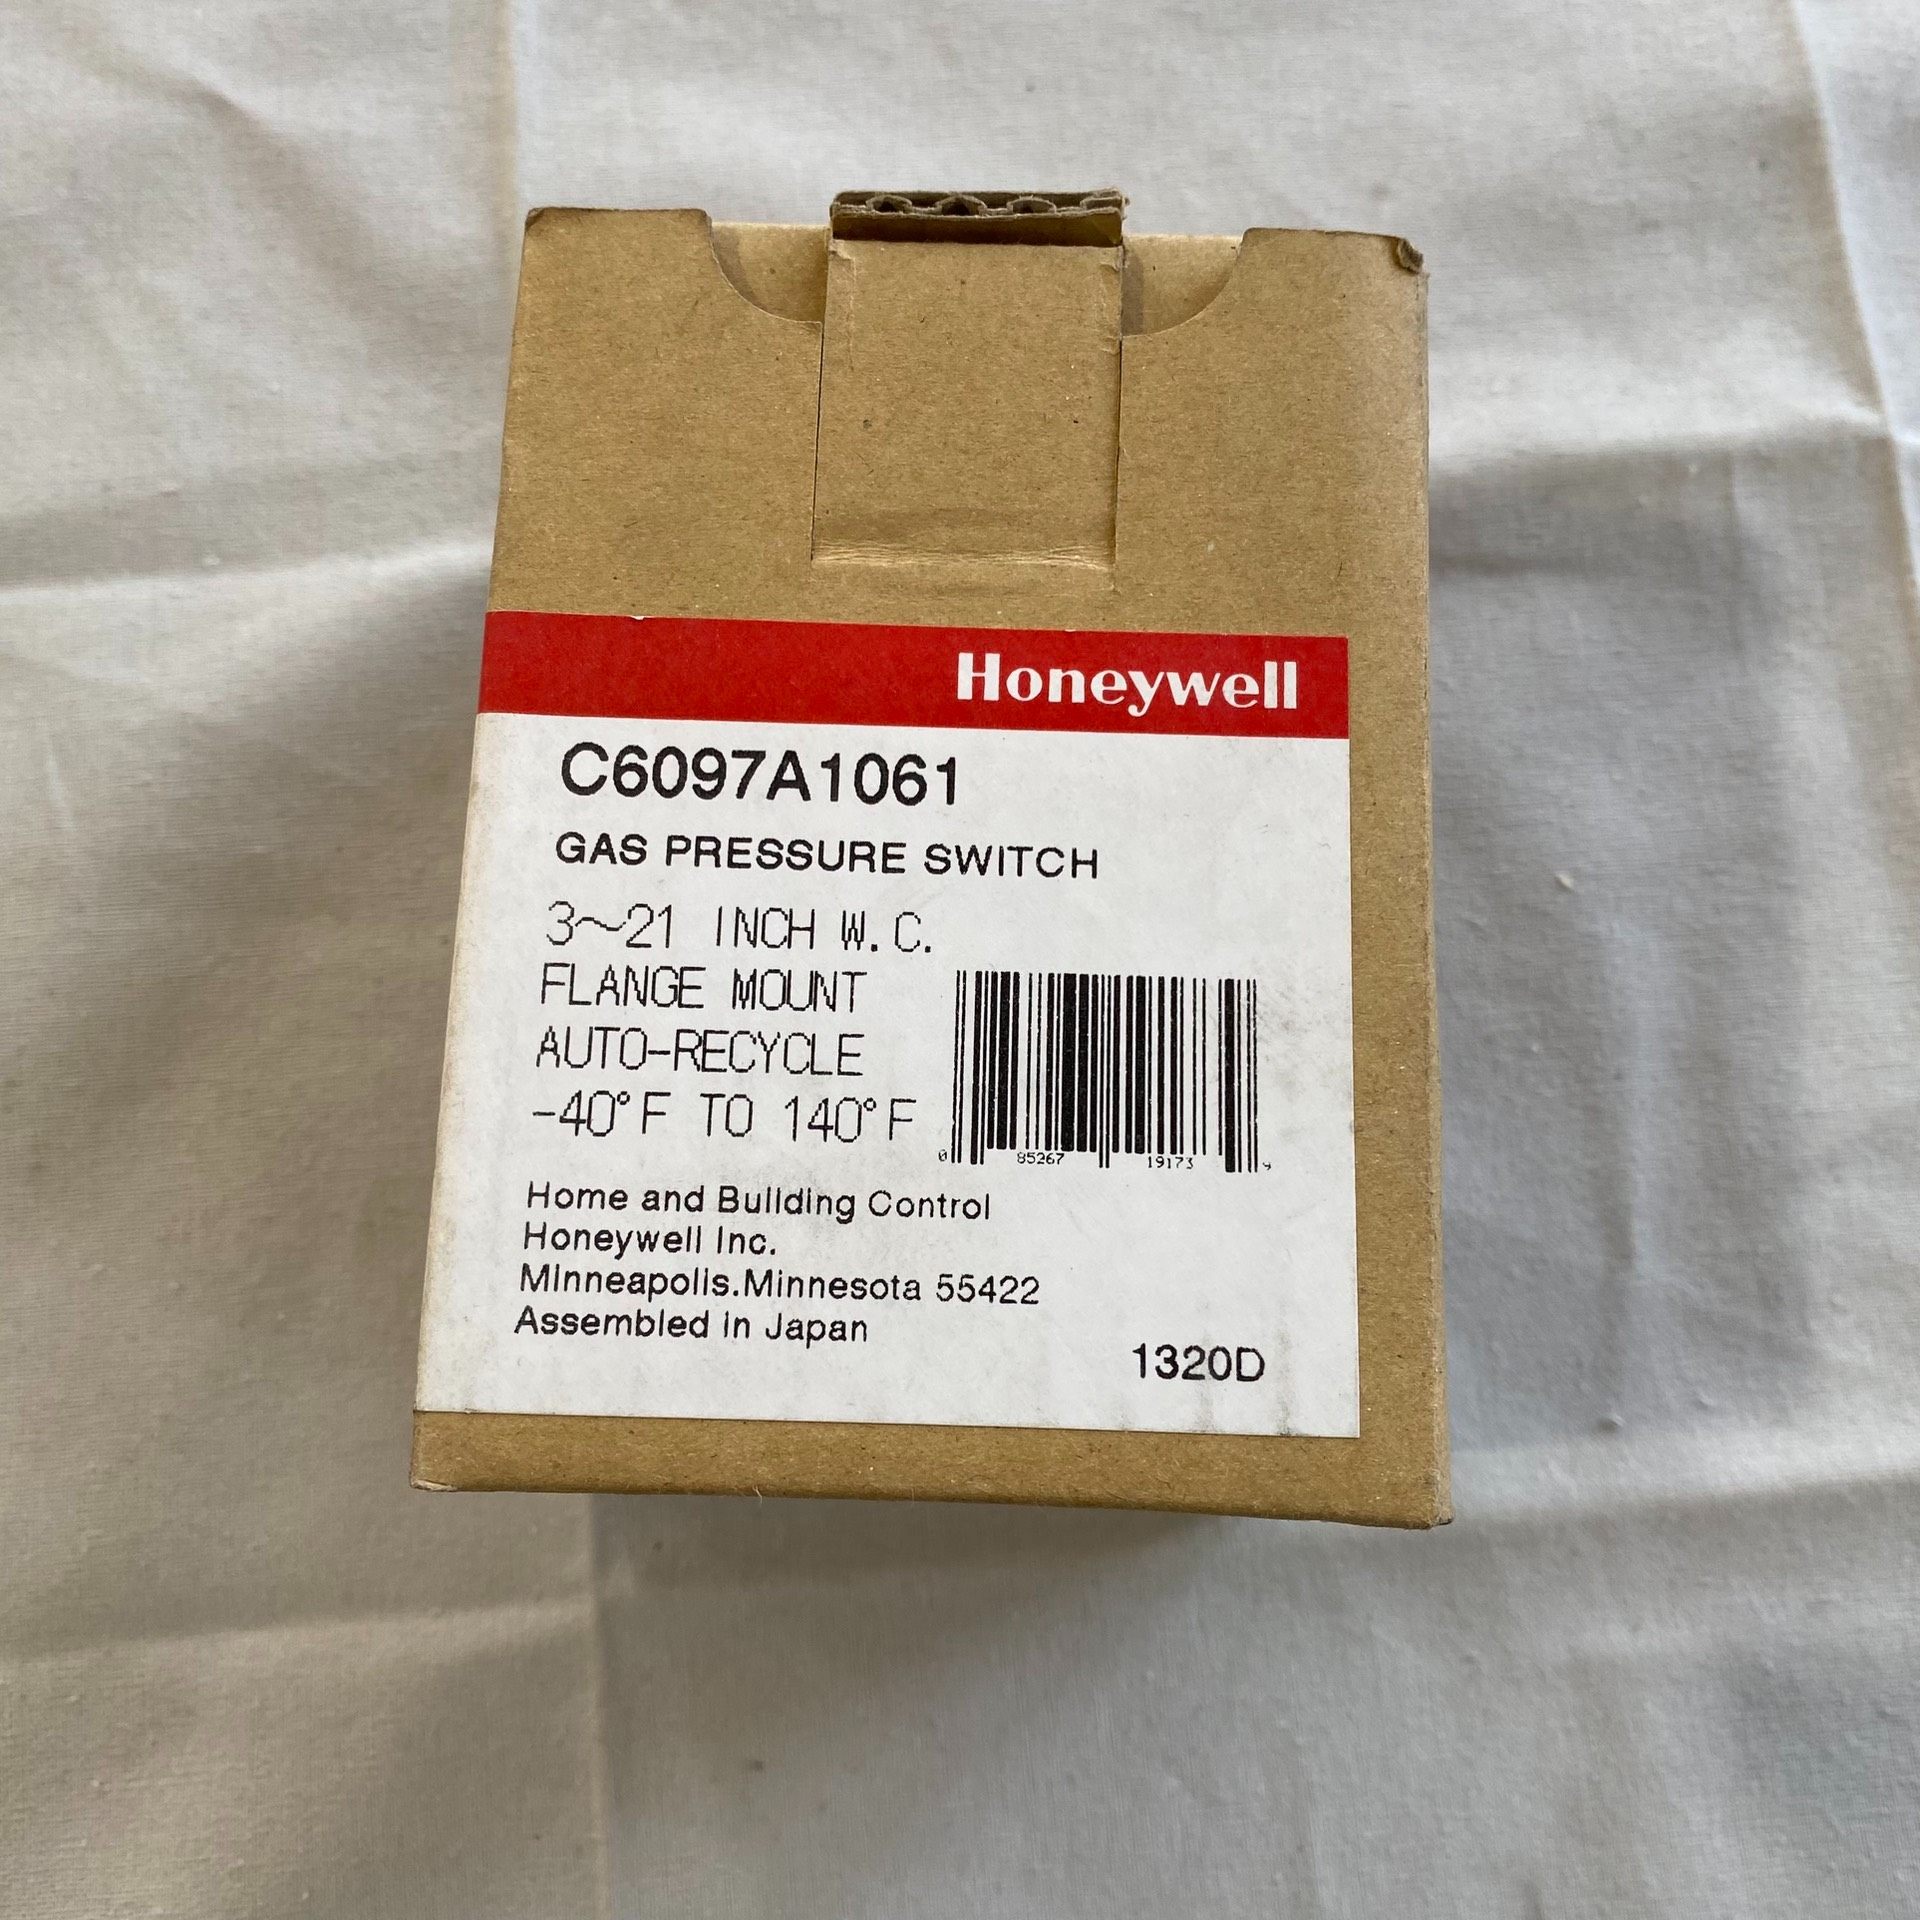 Honeywell
C6097A1061
GAS PRESSURE SWITCH
3~21 INCH W.C.
FLANGE MOUNT
AUTO-RECYCLE
-40°F TO 140°F
0 85267 19173 9
Home and Building Control
Honeywell Inc.
Minneapolis.Minnesota 55422
Assembled in Japan
1320D